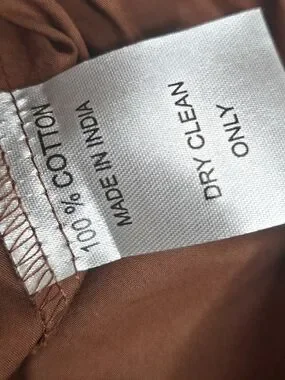 100 % COTTON
MADE IN INDIA
DRY CLEAN
ONLY